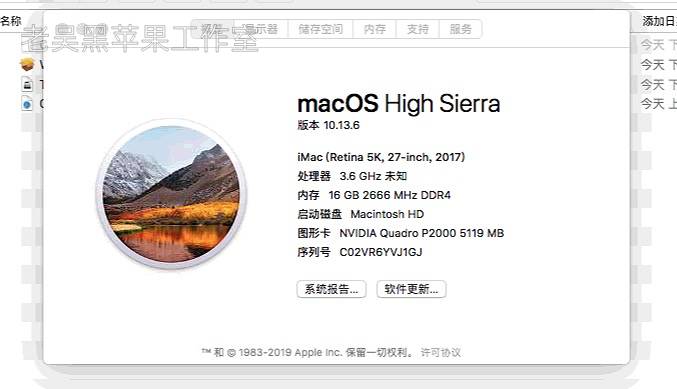 名称
添加日
老吴黑苹果工作室
概览 显示器 储存空间 内存 支持 服务
今天 下
W 今天 下
T 今天 下
C 今天 上
macOS High Sierra
版本 10.13.6
iMac (Retina 5K, 27-inch, 2017)
处理器 3.6 GHz 未知
内存 16 GB 2666 MHz DDR4
启动磁盘 Macintosh HD
图形卡 NVIDIA Quadro P2000 5119 MB
序列号 C02VR6YVJ1GJ
系统报告... 软件更新...
™ 和 © 1983-2019 Apple Inc. 保留一切权利。 许可协议